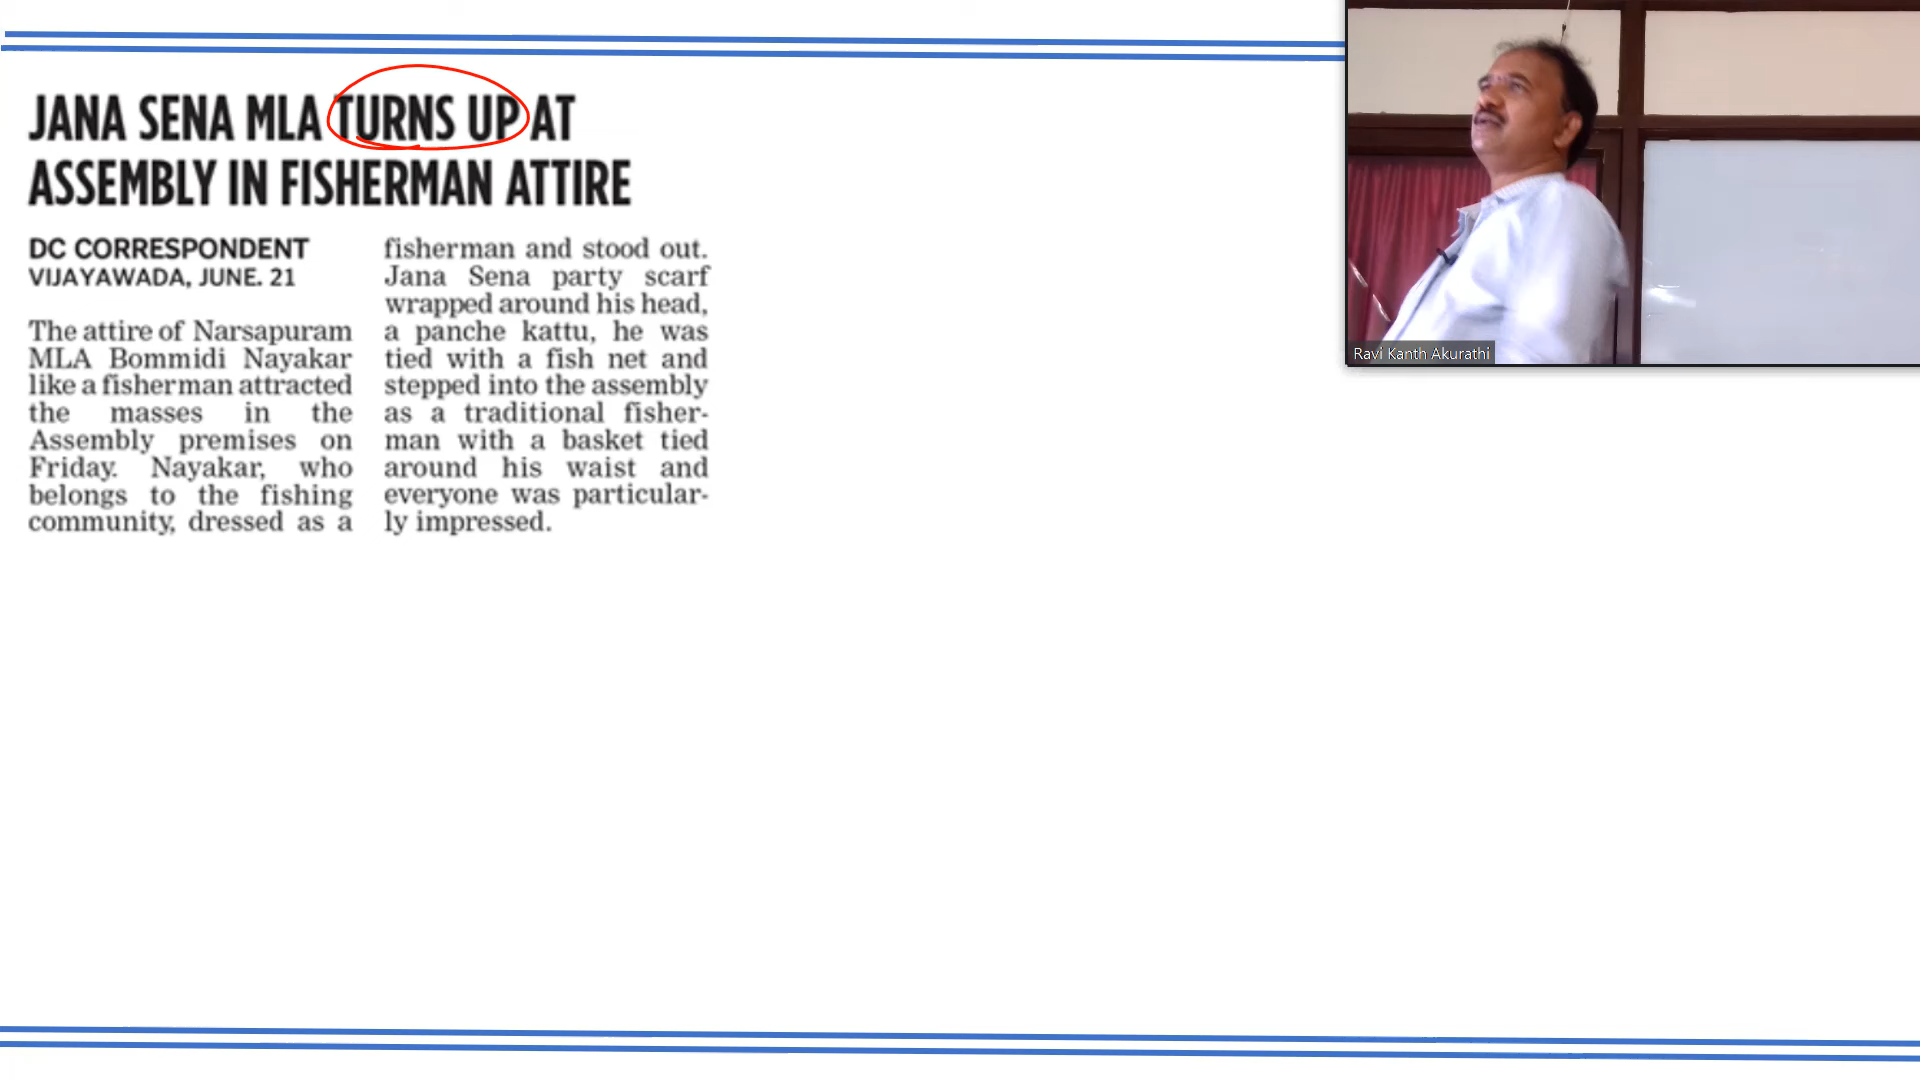 JANA SENA MLA TURNS UP AT
ASSEMBLY IN FISHERMAN ATTIRE
DC CORRESPONDENT
VIJAYAWADA, JUNE. 21
The attire of Narsapuram
MLA Bommidi Nayakar
like a fisherman attracted
the masses in the
Assembly premises on
Friday. Nayakar, who
belongs to the fishing
community, dressed as a
fisherman and stood out.
Jana Sena party scarf
wrapped around his head,
a panche kattu, he was
tied with a fish net and
stepped into the assembly
as a traditional fisher-
man with a basket tied
around his waist and
everyone was particular-
ly impressed.
Ravi Kanth Akurathi